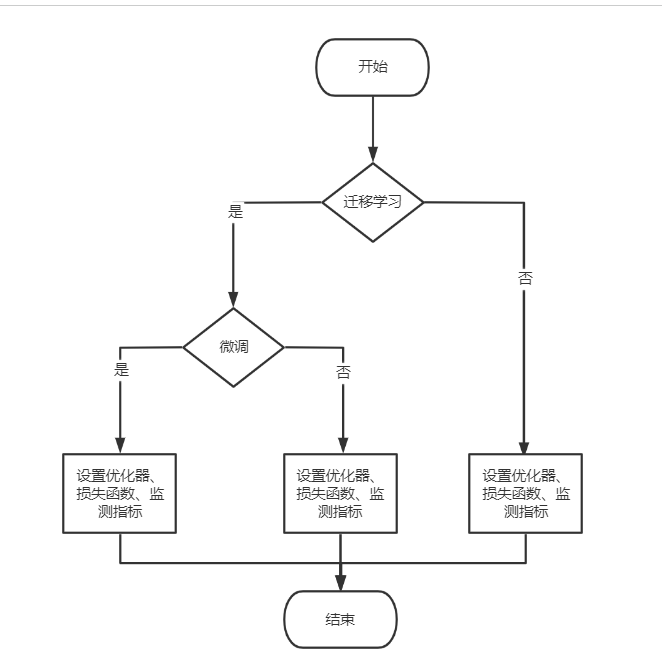 开始
迁移学习
是
否
微调
是
否
设置优化器、
损失函数、监
测指标
设置优化器、
损失函数、监
测指标
设置优化器、
损失函数、监
测指标
结束